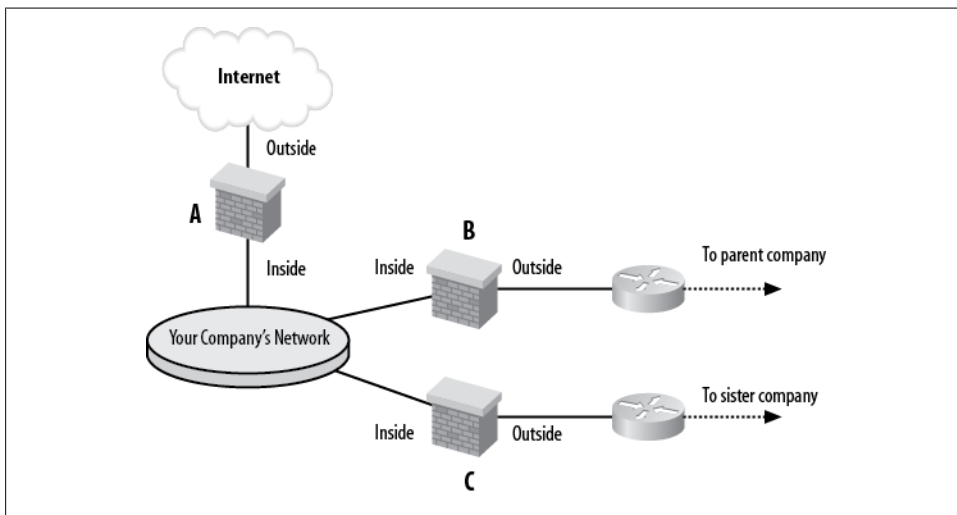 Internet
Outside
A
Inside
B
Inside
Outside
To parent company
Your Company's Network
To sister company
Inside
Outside
C